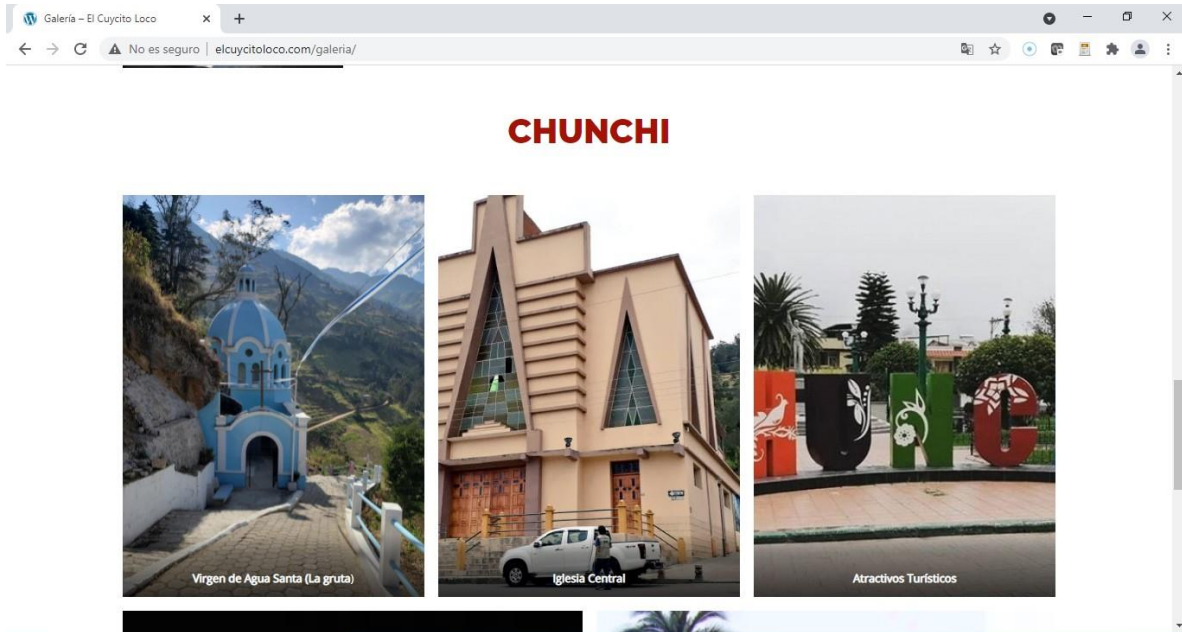 Galería – El Cuycito Loco
No es seguro | elcuycitoloco.com/galeria/
CHUNCHI
HUNC
Virgen de Agua Santa (La gruta)
Iglesia Central
Atractivos Turísticos